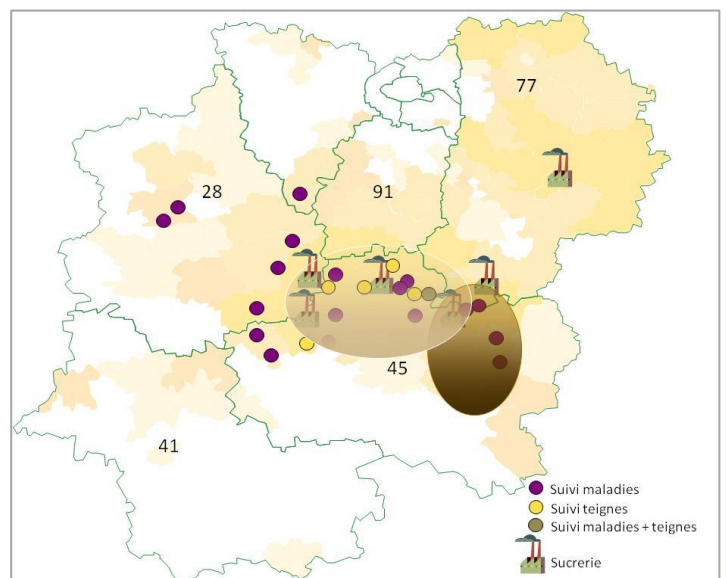 77
28
91
45
41
Suivi maladies
Suivi teignes
Suivi maladies + teignes
Sucrerie